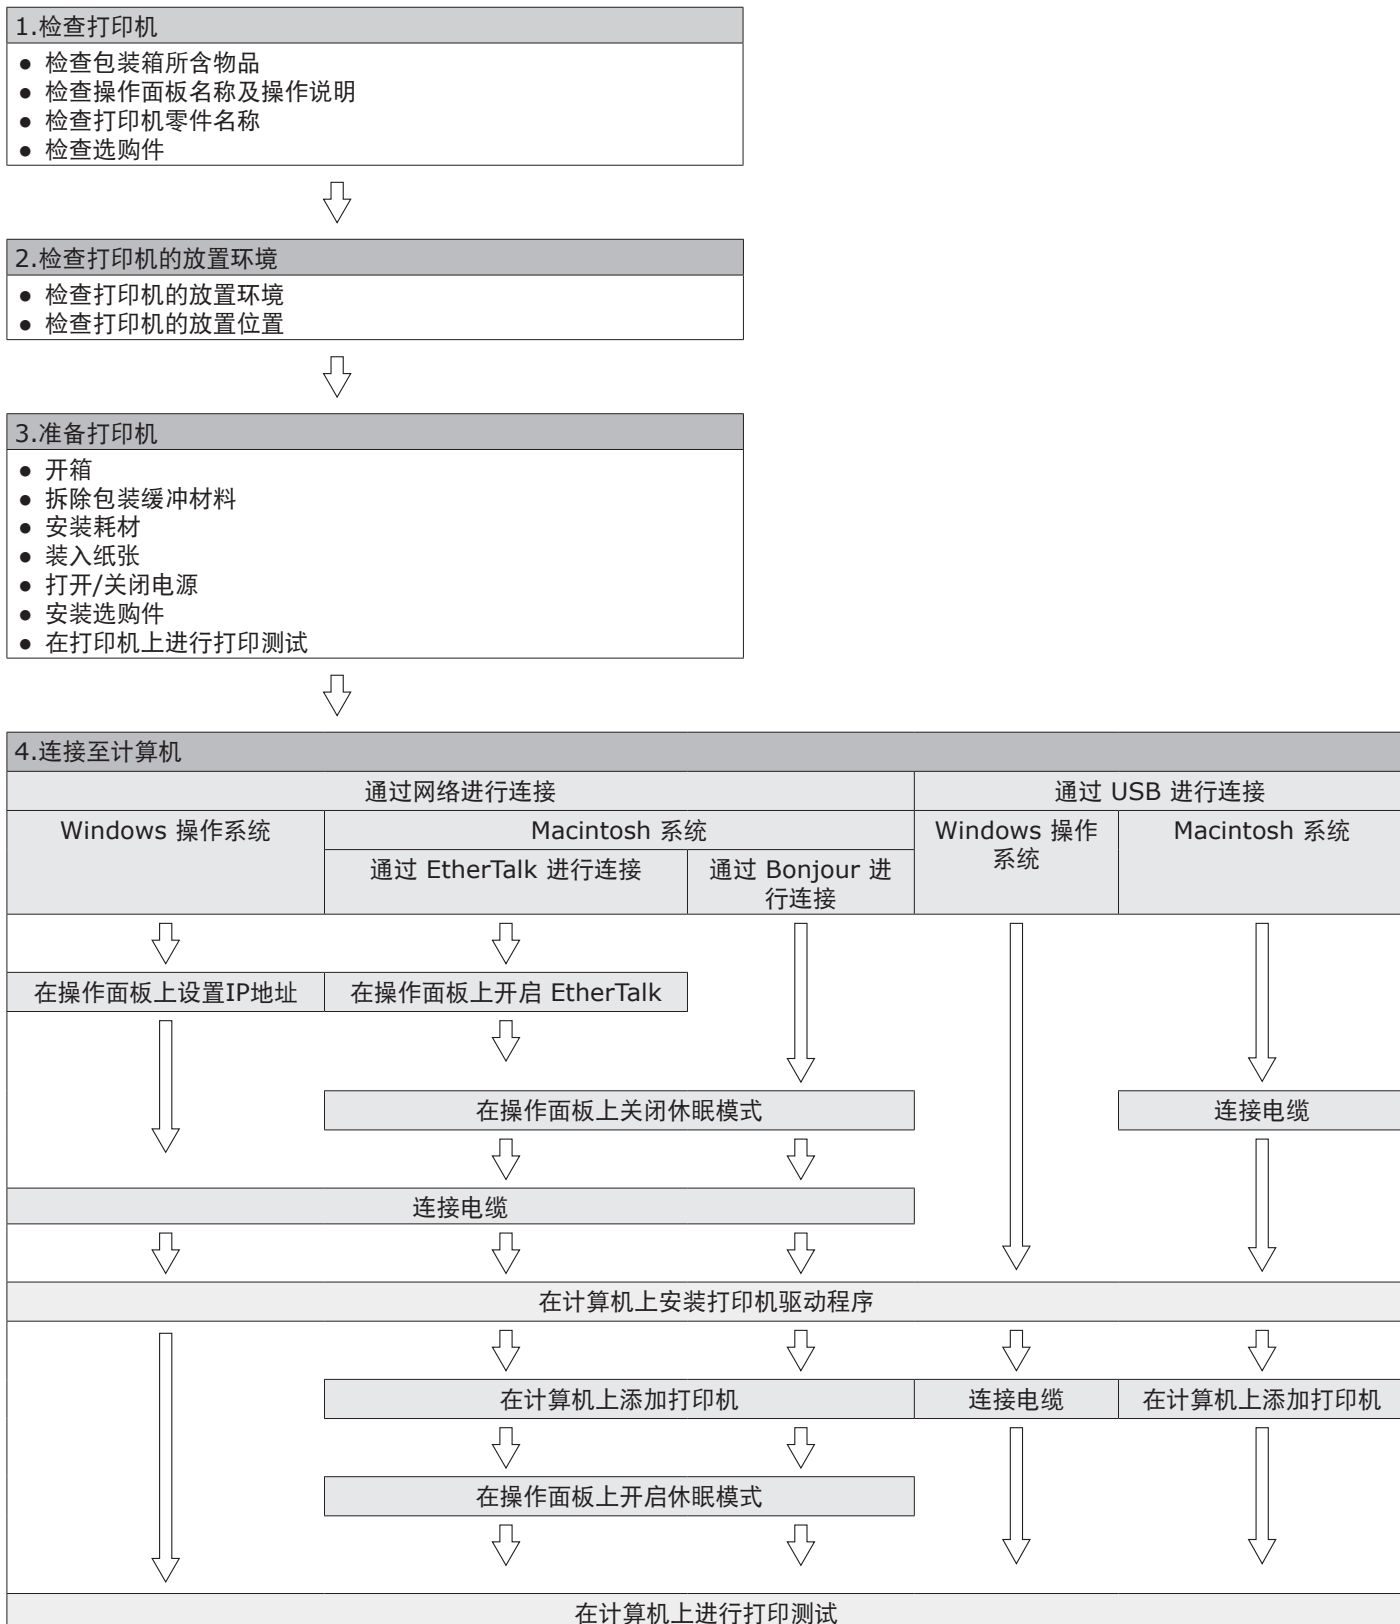 1.检查打印机
● 检查包装箱所含物品
● 检查操作面板名称及操作说明
● 检查打印机零件名称
● 检查选购件
2.检查打印机的放置环境
● 检查打印机的放置环境
● 检查打印机的放置位置
3.准备打印机
● 开箱
● 拆除包装缓冲材料
● 安装耗材
● 装入纸张
● 打开/关闭电源
● 安装选购件
● 在打印机上进行打印测试
4.连接至计算机
通过网络进行连接
通过 USB 进行连接
Windows 操作系统
Macintosh 系统
Windows 操作
系统
Macintosh 系统
通过 EtherTalk 进行连接
通过 Bonjour 进
行连接
在操作面板上设置IP地址
在操作面板上开启 EtherTalk
在操作面板上关闭休眠模式
连接电缆
连接电缆
在计算机上安装打印机驱动程序
在计算机上添加打印机
连接电缆
在计算机上添加打印机
在操作面板上开启休眠模式
在计算机上进行打印测试